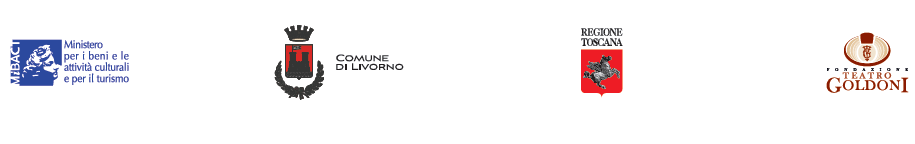 MiBACT
Ministero
per i beni e le
attività culturali
e per il turismo
COMUNE
DI LIVORNO
REGIONE
TOSCANA
FONDAZIONE
TEATRO
GOLDONI